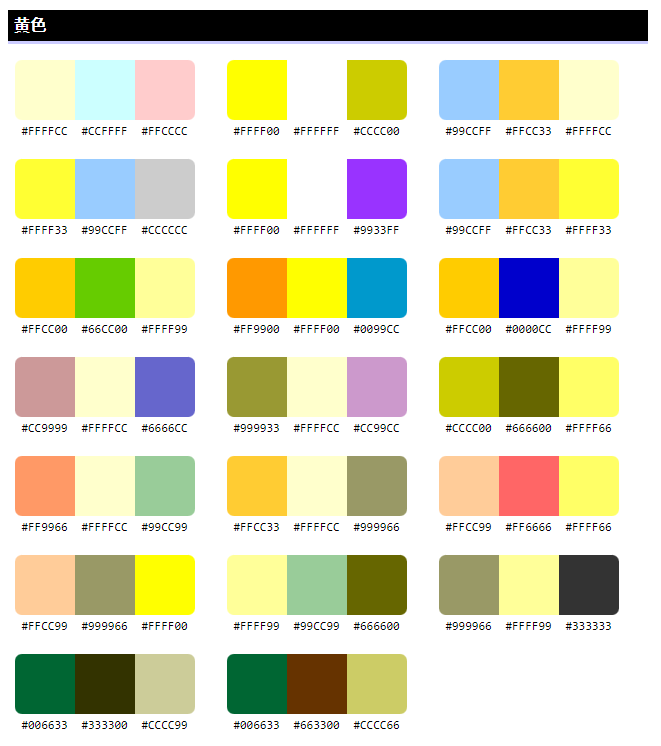 黄色
#FFFFCC #CCFFFF #FFCCCC #FFFF00 #FFFFFF #CCCC00 #99CCFF #FFCC33 #FFFFCC
#FFFF33 #99CCFF #CCCCCC #FFFF00 #FFFFFF #9933FF #99CCFF #FFCC33 #FFFF33
#FFCC00 #66CC00 #FFFF99 #FF9900 #FFFF00 #0099CC #FFCC00 #0000CC #FFFF99
#CC9999 #FFFFCC #6666CC #999933 #FFFFCC #CC99CC #CCCC00 #666600 #FFFF66
#FF9966 #FFFFCC #99CC99 #FFCC33 #FFFFCC #999966 #FFCC99 #FF6666 #FFFF66
#FFCC99 #999966 #FFFF00 #FFFF99 #99CC99 #666600 #999966 #FFFF99 #333333
#006633 #333300 #CCCC99 #006633 #663300 #CCCC66